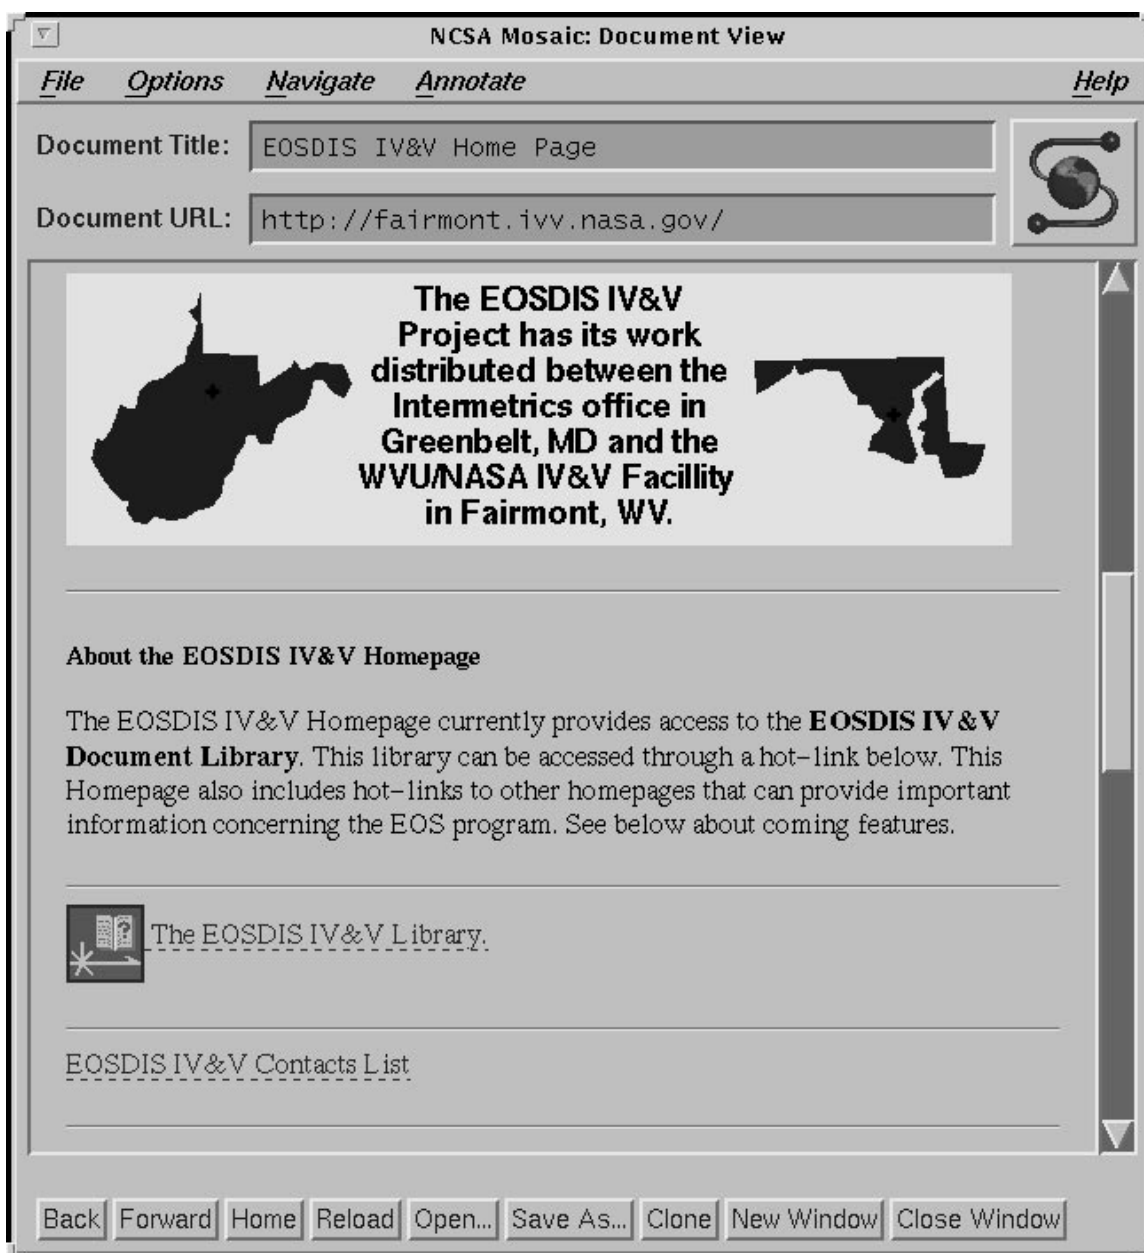 NCSA Mosaic: Document View
File Options Navigate Annotate Help
Document Title: EOSDIS IV&V Home Page
Document URL: http://fairmont.ivv.nasa.gov/
The EOSDIS IV&V
Project has its work
distributed between the
Intermetrics office in
Greenbelt, MD and the
WVU/NASA IV&V Facillity
in Fairmont, WV.
About the EOSDIS IV&V Homepage
The EOSDIS IV&V Homepage currently provides access to the EOSDIS IV&V
Document Library. This library can be accessed through a hot-link below. This
Homepage also includes hot-links to other homepages that can provide important
information concerning the EOS program. See below about coming features.
The EOSDIS IV&V Library.
EOSDIS IV&V Contacts List
Back Forward Home Reload Open... Save As... Clone New Window Close Window